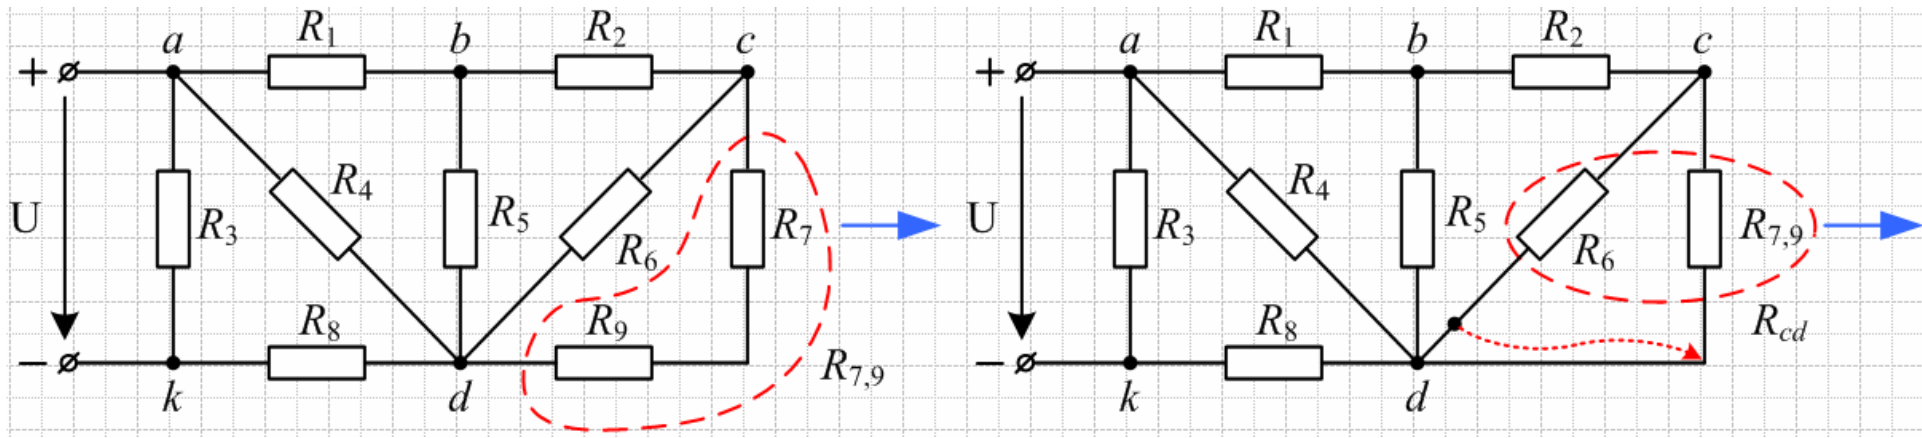 a R1 b R2 c
+
U R3 R4 R5 R6 R7
R8 R9
−
k d R7,9
a R1 b R2 c
+
U R3 R4 R5 R6 R7,9
R8 Rcd
−
k d